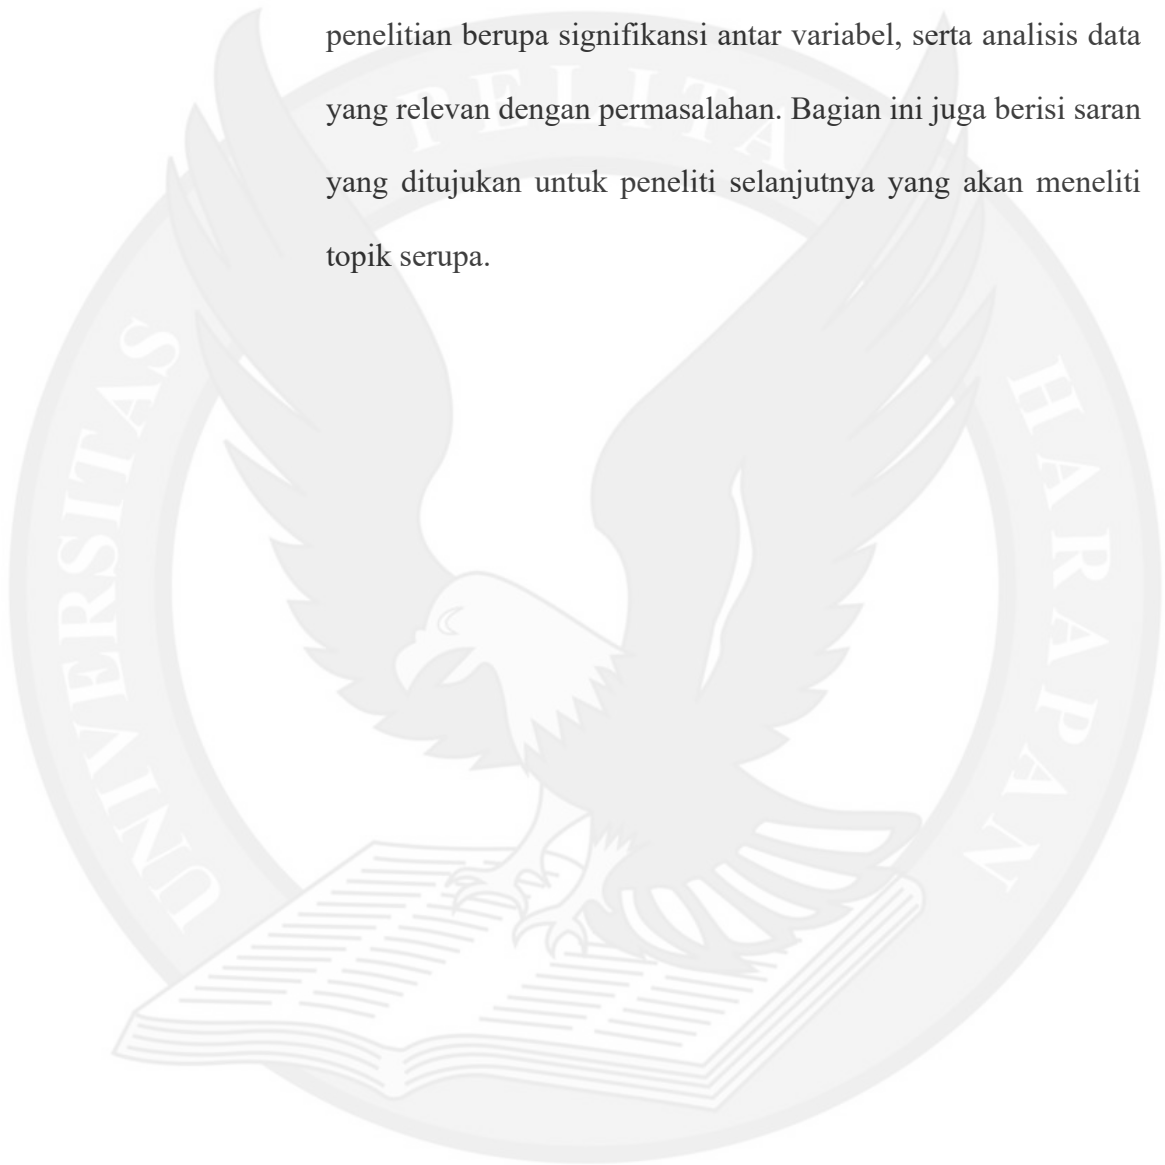 penelitian berupa signifikansi antar variabel, serta analisis data
yang relevan dengan permasalahan. Bagian ini juga berisi saran
yang ditujukan untuk peneliti selanjutnya yang akan meneliti
topik serupa.
UNIVERSITAS PELITA HARAPAN